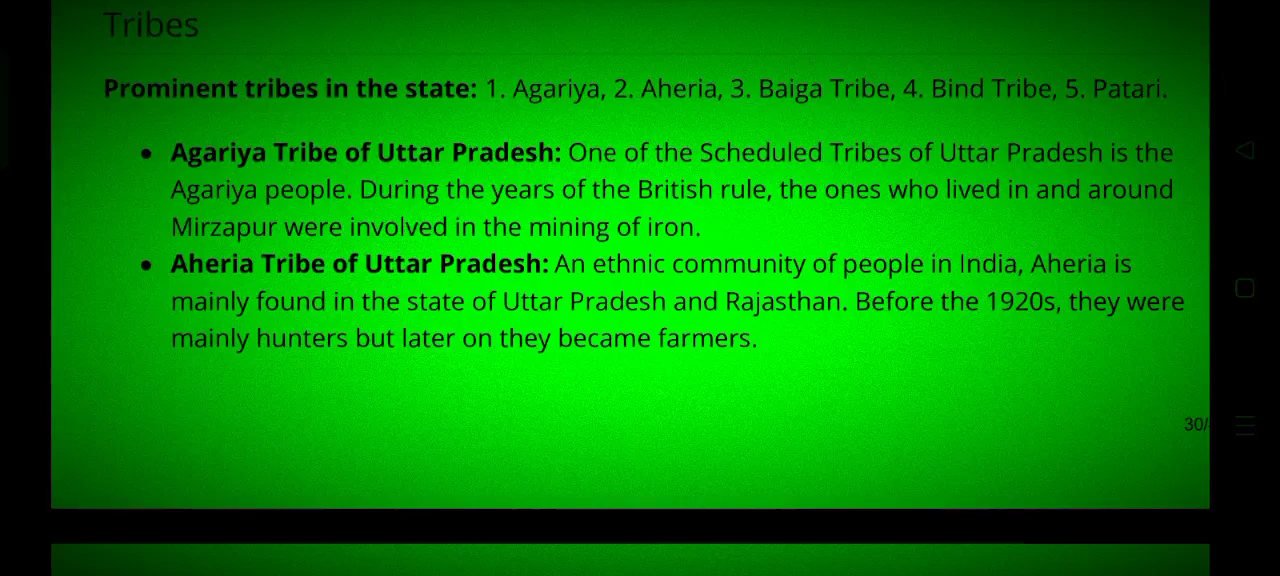 Tribes
Prominent tribes in the state: 1. Agariya, 2. Aheria, 3. Baiga Tribe, 4. Bind Tribe, 5. Patari.
• Agariya Tribe of Uttar Pradesh: One of the Scheduled Tribes of Uttar Pradesh is the
Agariya people. During the years of the British rule, the ones who lived in and around
Mirzapur were involved in the mining of iron.
• Aheria Tribe of Uttar Pradesh: An ethnic community of people in India, Aheria is
mainly found in the state of Uttar Pradesh and Rajasthan. Before the 1920s, they were
mainly hunters but later on they became farmers.
30/